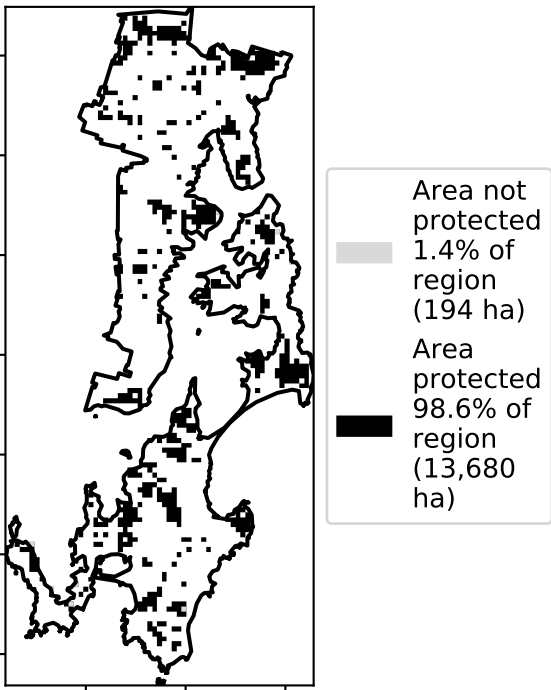 Area not
protected
1.4% of
region
(194 ha)
Area
protected
98.6% of
region
(13,680
ha)